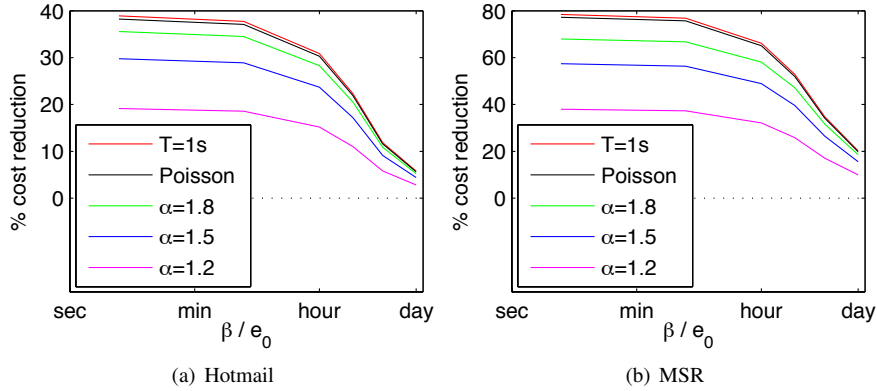 40
30
20
10
0
% cost reduction
T=1s
Poisson
α=1.8
α=1.5
α=1.2
sec min hour day
β / e₀
(a) Hotmail
80
60
40
20
0
% cost reduction
T=1s
Poisson
α=1.8
α=1.5
α=1.2
sec min hour day
β / e₀
(b) MSR